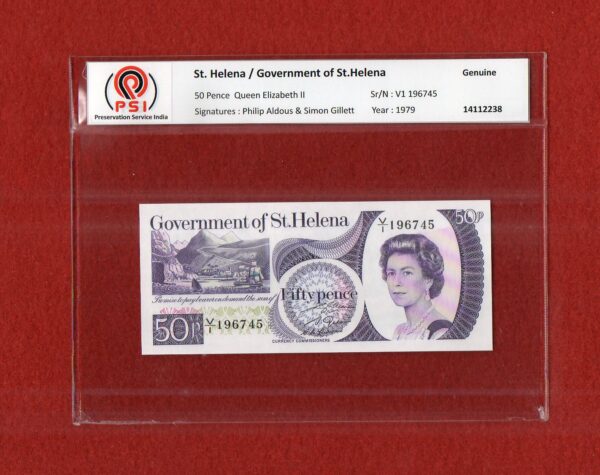 PSI
Preservation Service India
St. Helena / Government of St.Helena Genuine
50 Pence Queen Elizabeth II Sr/N : V1 196745
Signatures : Philip Aldous & Simon Gillett Year : 1979 14112238
Government of St.Helena
V/1 196745
50p
Fiftypence
I promise to pay bearer on demand the sum of
50p V/1 196745
CURRENCY COMMISSIONERS